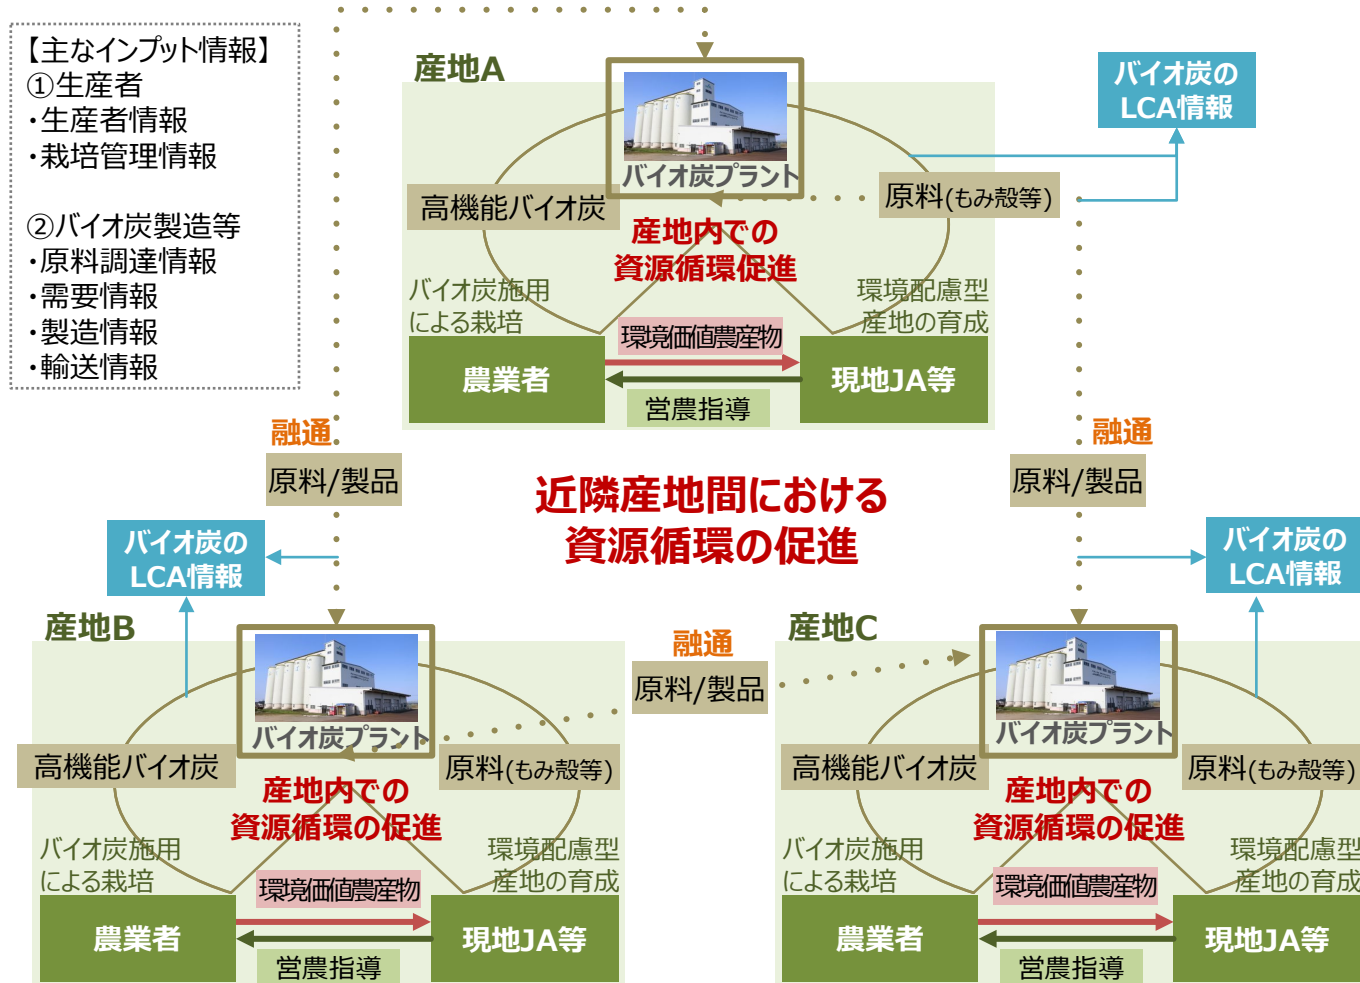 【主なインプット情報】
①生産者
・生産者情報
・栽培管理情報
②バイオ炭製造等
・原料調達情報
・需要情報
・製造情報
・輸送情報
産地A
バイオ炭プラント
バイオ炭の
LCA情報
高機能バイオ炭
原料(もみ殻等)
産地内での
資源循環促進
バイオ炭施用
による栽培
環境配慮型
産地の育成
環境価値農産物
農業者
現地JA等
営農指導
融通
原料/製品
融通
原料/製品
近隣産地間における
資源循環の促進
バイオ炭の
LCA情報
バイオ炭の
LCA情報
産地B
バイオ炭プラント
高機能バイオ炭
原料(もみ殻等)
産地内での
資源循環の促進
バイオ炭施用
による栽培
環境配慮型
産地の育成
環境価値農産物
農業者
現地JA等
営農指導
融通
原料/製品
産地C
バイオ炭プラント
高機能バイオ炭
原料(もみ殻等)
産地内での
資源循環の促進
バイオ炭施用
による栽培
環境配慮型
産地の育成
環境価値農産物
農業者
現地JA等
営農指導